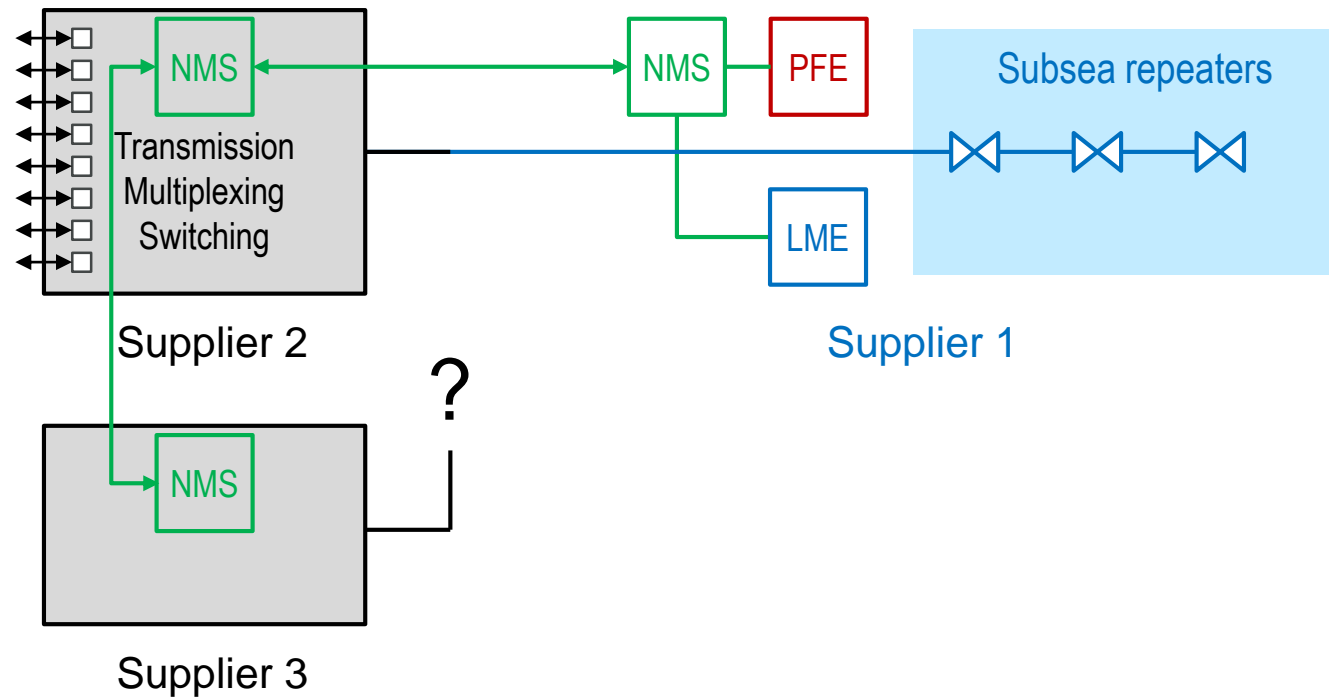 NMS
NMS
PFE
Subsea repeaters
Transmission
Multiplexing
Switching
LME
Supplier 2
Supplier 1
?
NMS
Supplier 3